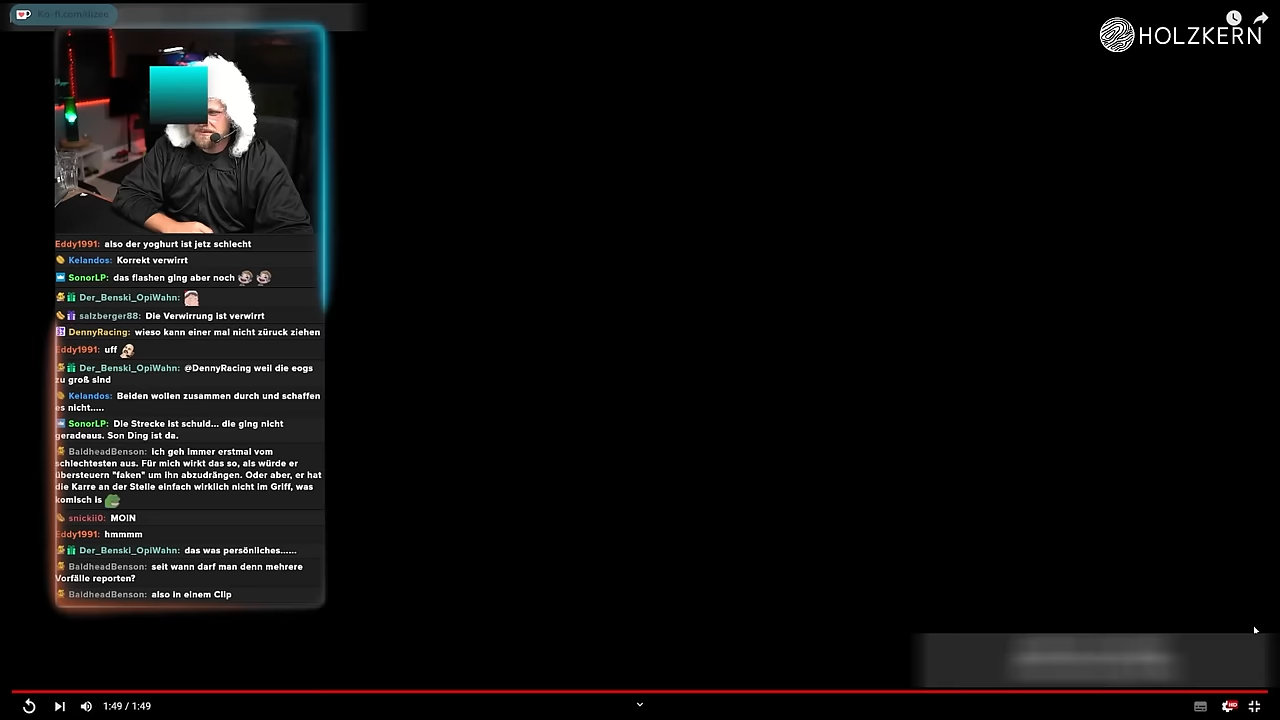 Ko-fi.com/dizee
HOLZKERN
Eddy1991: also der yoghurt ist jetz schlecht
Kelandos: Korrekt verwirrt
SonorLP: das flashen ging aber noch
Der_Benski_OpiWahn:
salzberger88: Die Verwirrung ist verwirrt
DennyRacing: wieso kann einer mal nicht züruck ziehen
Eddy1991: uff
Der_Benski_OpiWahn: @DennyRacing weil die eogs
zu groß sind
Kelandos: Beiden wollen zusammen durch und schaffen
es nicht.....
SonorLP: Die Strecke ist schuld... die ging nicht
geradeaus. Son Ding ist da.
BaldheadBenson: ich geh immer erstmal vom
schlechtesten aus. Für mich wirkt das so, als würde er
übersteuern "faken" um ihn abzudrängen. Oder aber, er hat
die Karre an der Stelle einfach wirklich nicht im Griff, was
komisch is
snickii0: MOIN
Eddy1991: hmmmm
Der_Benski_OpiWahn: das was persönliches......
BaldheadBenson: seit wann darf man denn mehrere
Vorfälle reporten?
BaldheadBenson: also in einem Clip
1:49 / 1:49
HD